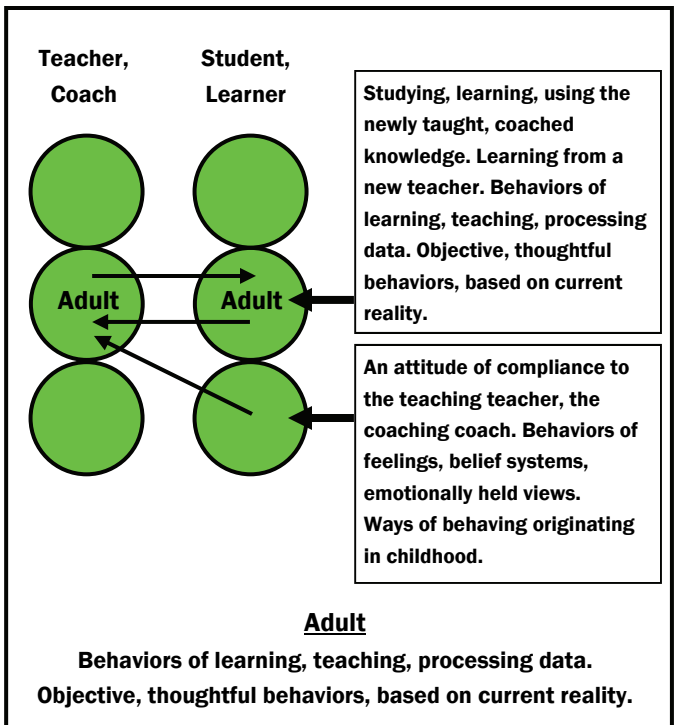 Teacher,
Coach
Student,
Learner
Adult
Adult
Studying, learning, using the
newly taught, coached
knowledge. Learning from a
new teacher. Behaviors of
learning, teaching, processing
data. Objective, thoughtful
behaviors, based on current
reality.
An attitude of compliance to
the teaching teacher, the
coaching coach. Behaviors of
feelings, belief systems,
emotionally held views.
Ways of behaving originating
in childhood.
Adult
Behaviors of learning, teaching, processing data.
Objective, thoughtful behaviors, based on current reality.